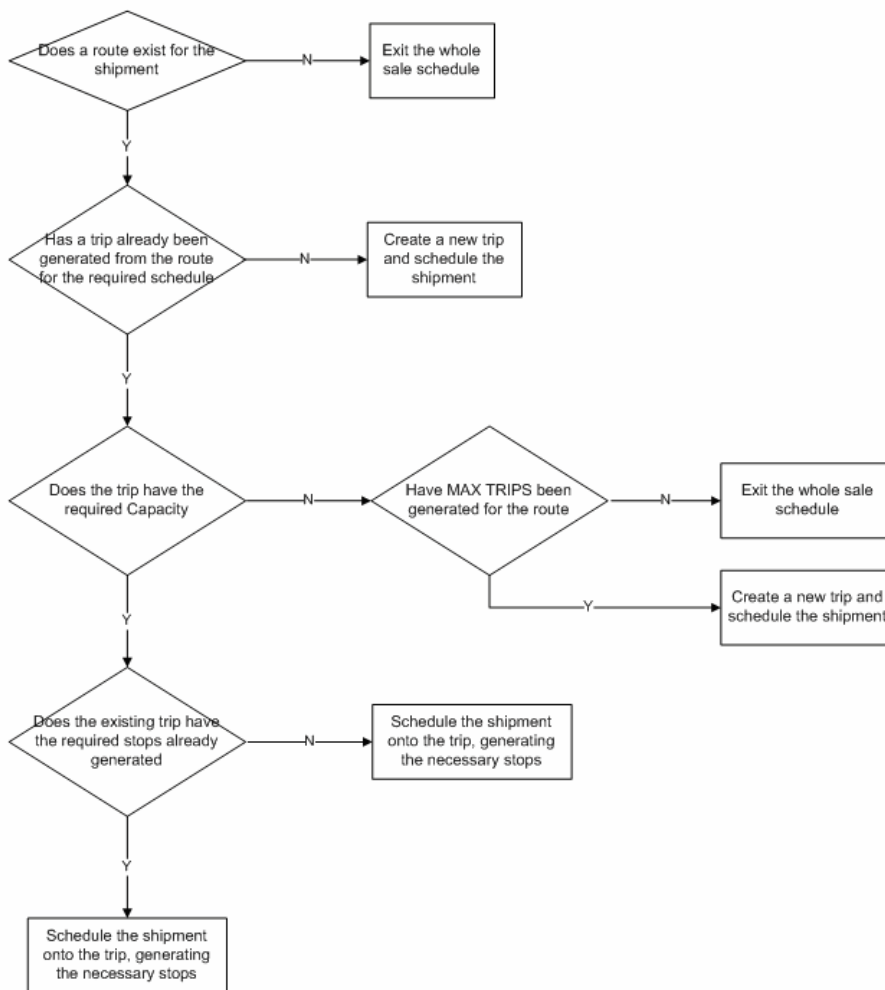 Does a route exist for the
shipment
N
Exit the whole
sale schedule
Y
Has a trip already been
generated from the route
for the required schedule
N
Create a new trip
and schedule the
shipment
Y
Does the trip have the
required Capacity
N
Have MAX TRIPS been
generated for the route
N
Exit the whole sale
schedule
Y
Create a new trip and
schedule the shipment
Y
Does the existing trip have
the required stops already
generated
N
Schedule the shipment
onto the trip, generating
the necessary stops
Y
Schedule the shipment
onto the trip, generating
the necessary stops